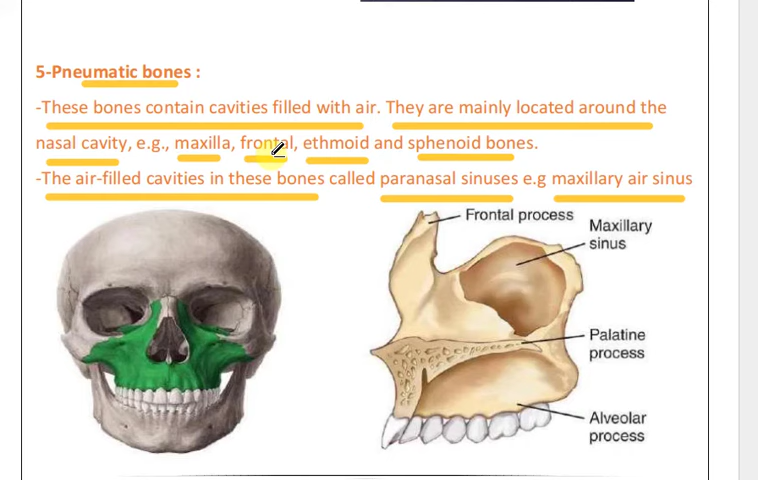 5-Pneumatic bones :
-These bones contain cavities filled with air. They are mainly located around the
nasal cavity, e.g., maxilla, frontal, ethmoid and sphenoid bones.
-The air-filled cavities in these bones called paranasal sinuses e.g maxillary air sinus
Frontal process
Maxillary
sinus
Palatine
process
Alveolar
process